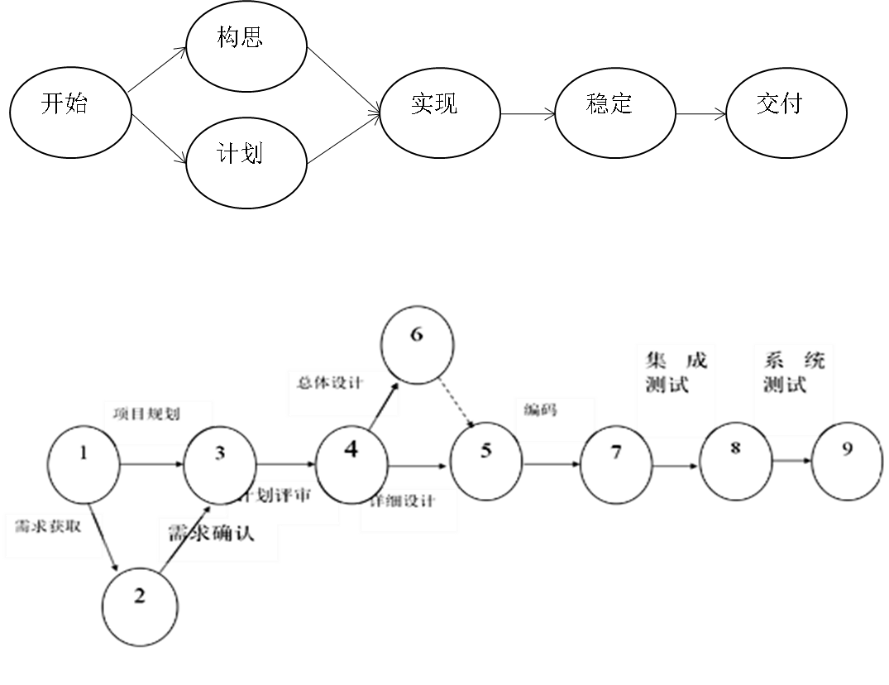 构思
开始
实现
稳定
交付
计划
6
集 成
测试
系 统
测试
总体设计
项目规划
编码
1
3
4
5
7
8
9
计划评审
详细设计
需求获取
需求确认
2